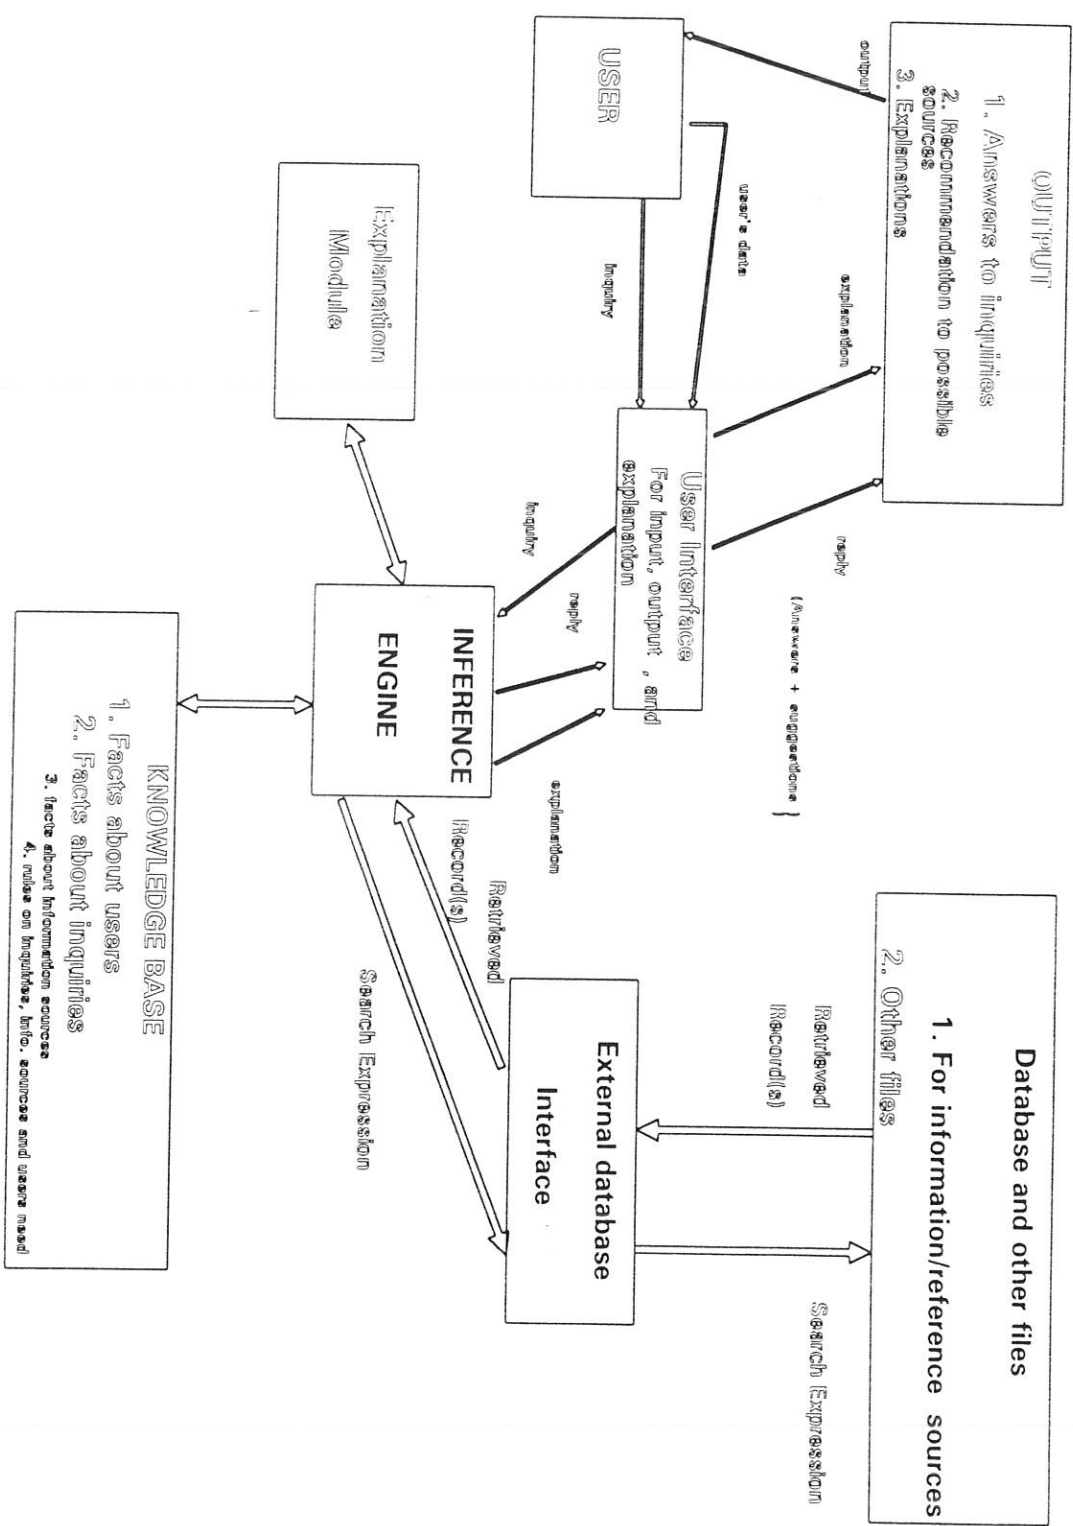 OUTPUT
1. Answers to inquiries
2. Recommendation to possible
sources
3. Explanations
output
USER
user's data
inquiry
explanation
reply
(Answers + suggestions }
User Interface
For input, output , and
explanation
inquiry
reply
explanation
Explanation
Module
INFERENCE
ENGINE
Database and other files
1. For information/reference sources
2. Other files
Retrieved
Record(s)
Search Expression
External database
Interface
Retrieved
Record(s)
Search Expression
KNOWLEDGE BASE
1. Facts about users
2. Facts about inquiries
3. facts about information sources
4. rules on inquiries, info. sources and users need